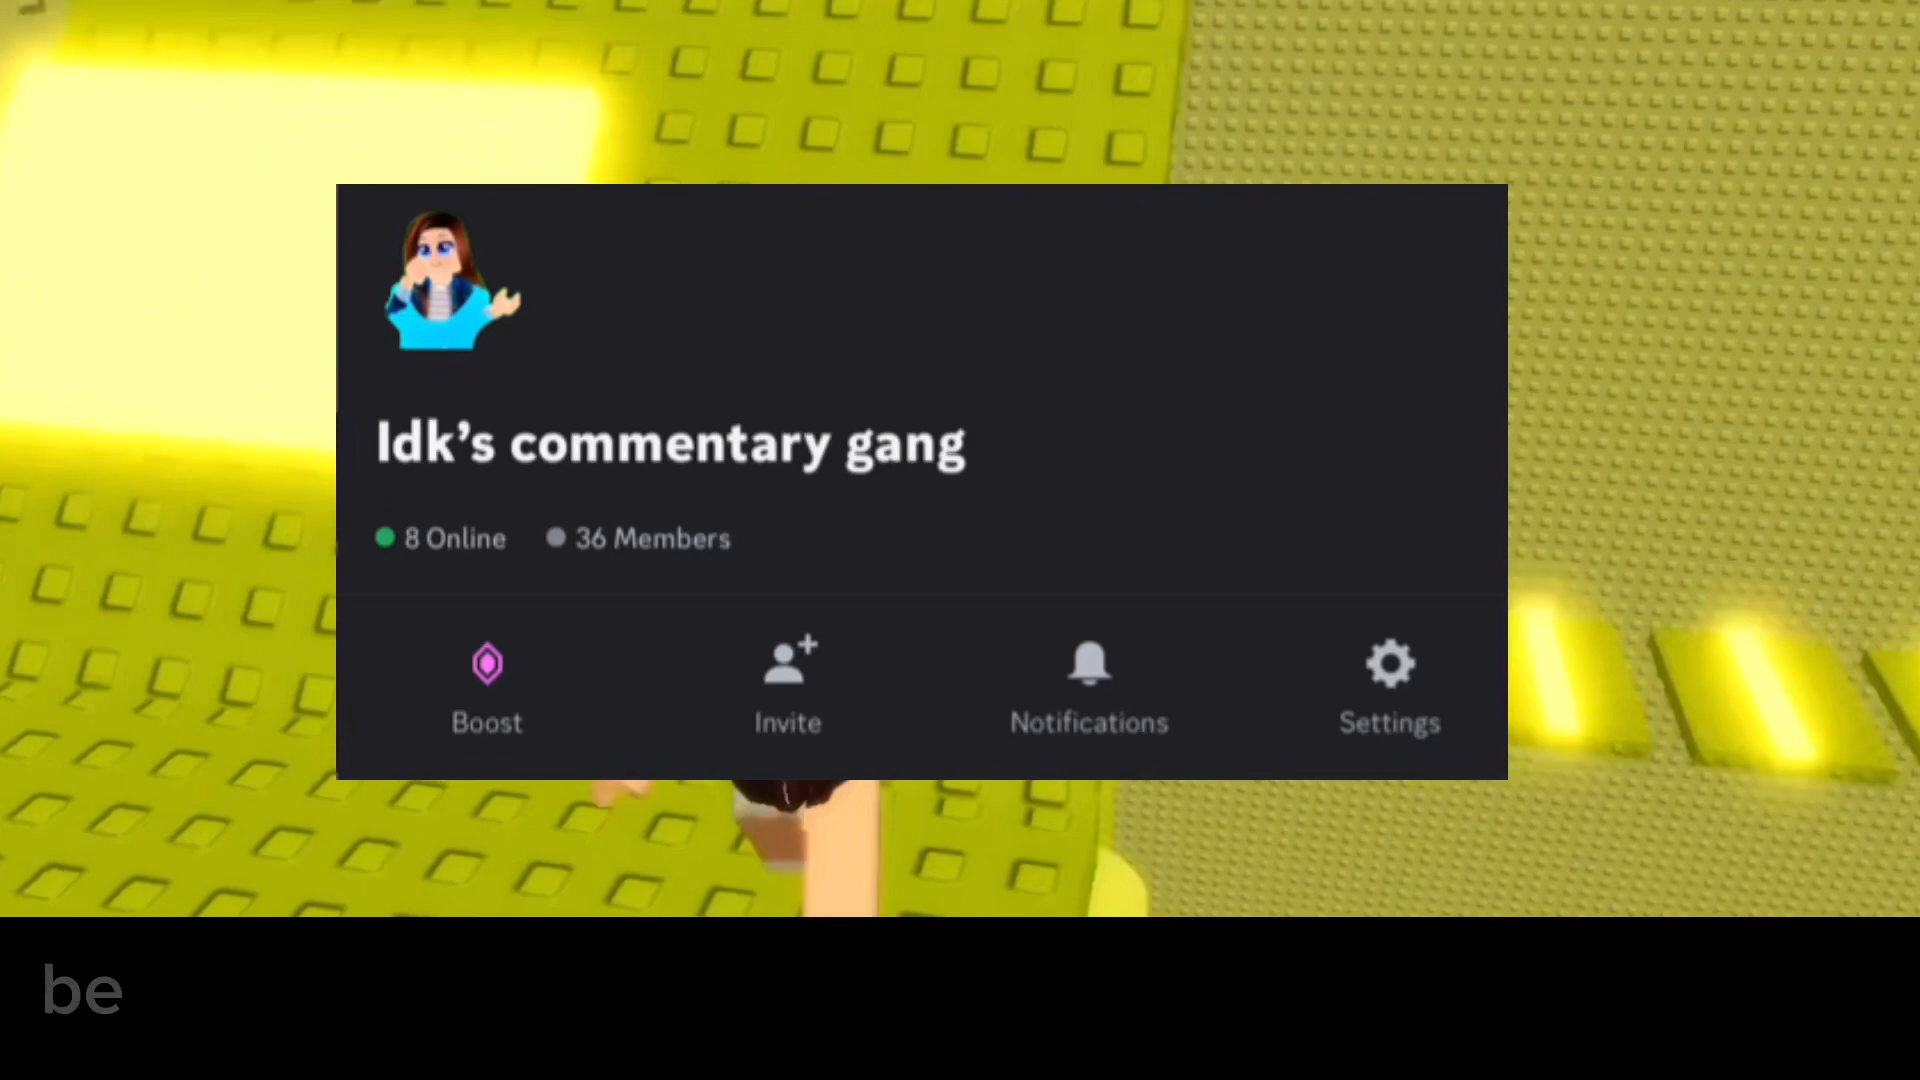 Idk’s commentary gang
8 Online 36 Members
Boost Invite Notifications Settings
be